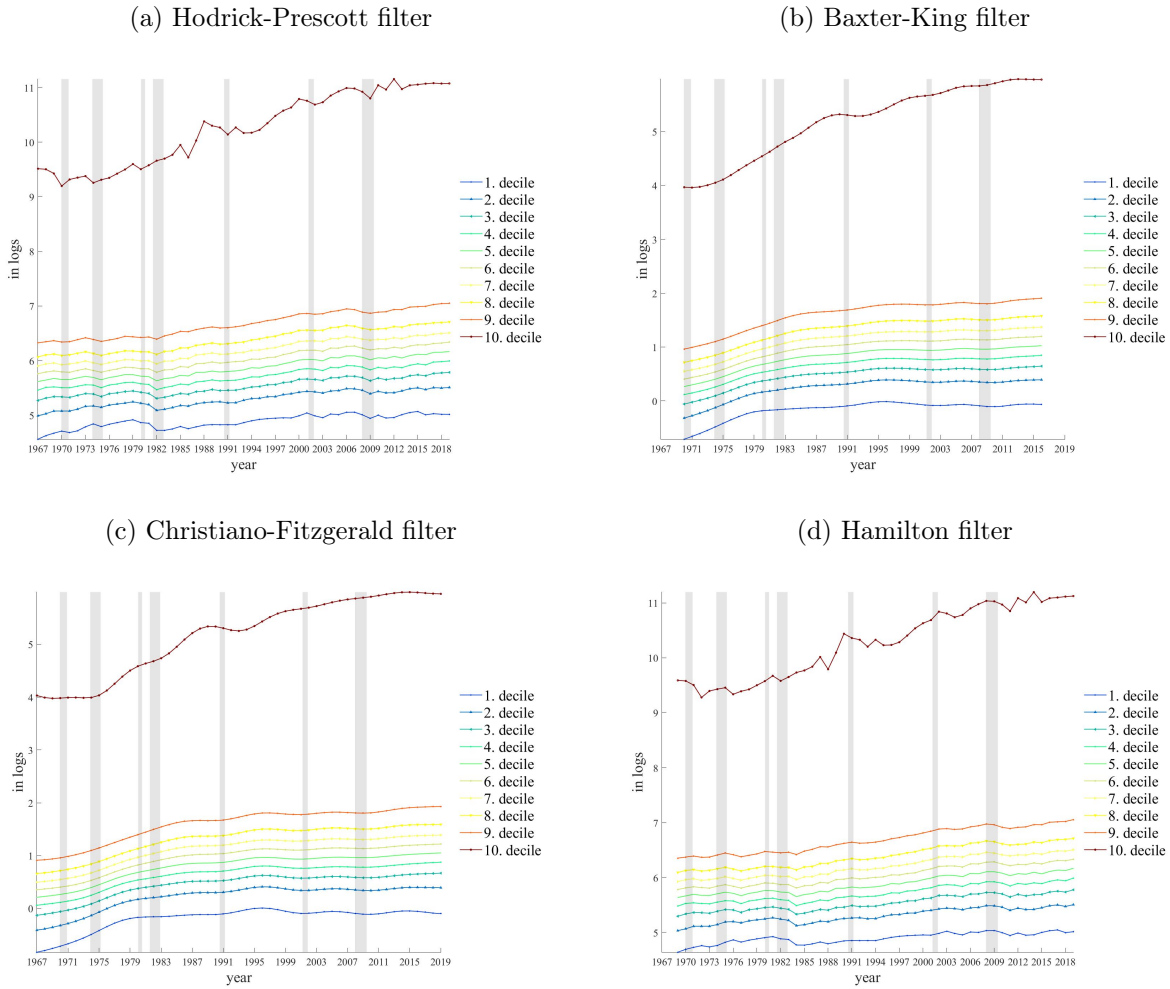 (a) Hodrick-Prescott filter
11
10
9
8
7
6
5
in logs
1967 1970 1973 1976 1979 1982 1985 1988 1991 1994 1997 2000 2003 2006 2009 2012 2015 2018
year
1. decile
2. decile
3. decile
4. decile
5. decile
6. decile
7. decile
8. decile
9. decile
10. decile
(b) Baxter-King filter
5
4
3
2
1
0
in logs
1967 1971 1975 1979 1983 1987 1991 1995 1999 2003 2007 2011 2015 2019
year
1. decile
2. decile
3. decile
4. decile
5. decile
6. decile
7. decile
8. decile
9. decile
10. decile
(c) Christiano-Fitzgerald filter
5
4
3
2
1
0
in logs
1967 1971 1975 1979 1983 1987 1991 1995 1999 2003 2007 2011 2015 2019
year
1. decile
2. decile
3. decile
4. decile
5. decile
6. decile
7. decile
8. decile
9. decile
10. decile
(d) Hamilton filter
11
10
9
8
7
6
5
in logs
1967 1970 1973 1976 1979 1982 1985 1988 1991 1994 1997 2000 2003 2006 2009 2012 2015 2018
year
1. decile
2. decile
3. decile
4. decile
5. decile
6. decile
7. decile
8. decile
9. decile
10. decile